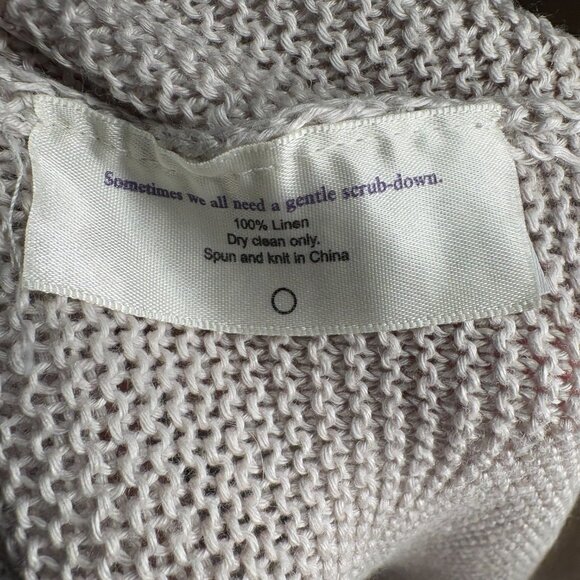 Sometimes we all need a gentle scrub-down.
100% Linen
Dry clean only.
Spun and knit in China